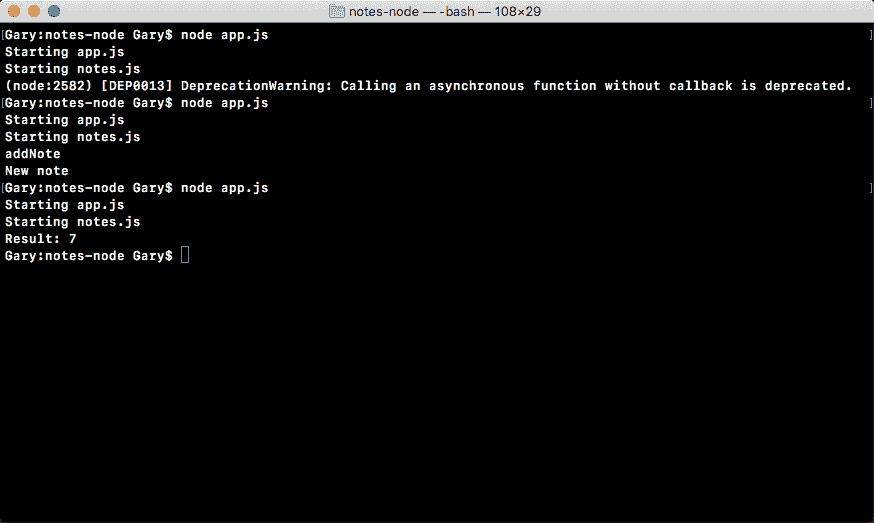 notes-node — -bash — 108×29
[Gary:notes-node Gary$ node app.js ]
Starting app.js
Starting notes.js
(node:2582) [DEP0013] DeprecationWarning: Calling an asynchronous function without callback is deprecated.
[Gary:notes-node Gary$ node app.js ]
Starting app.js
Starting notes.js
addNote
New note
[Gary:notes-node Gary$ node app.js ]
Starting app.js
Starting notes.js
Result: 7
Gary:notes-node Gary$